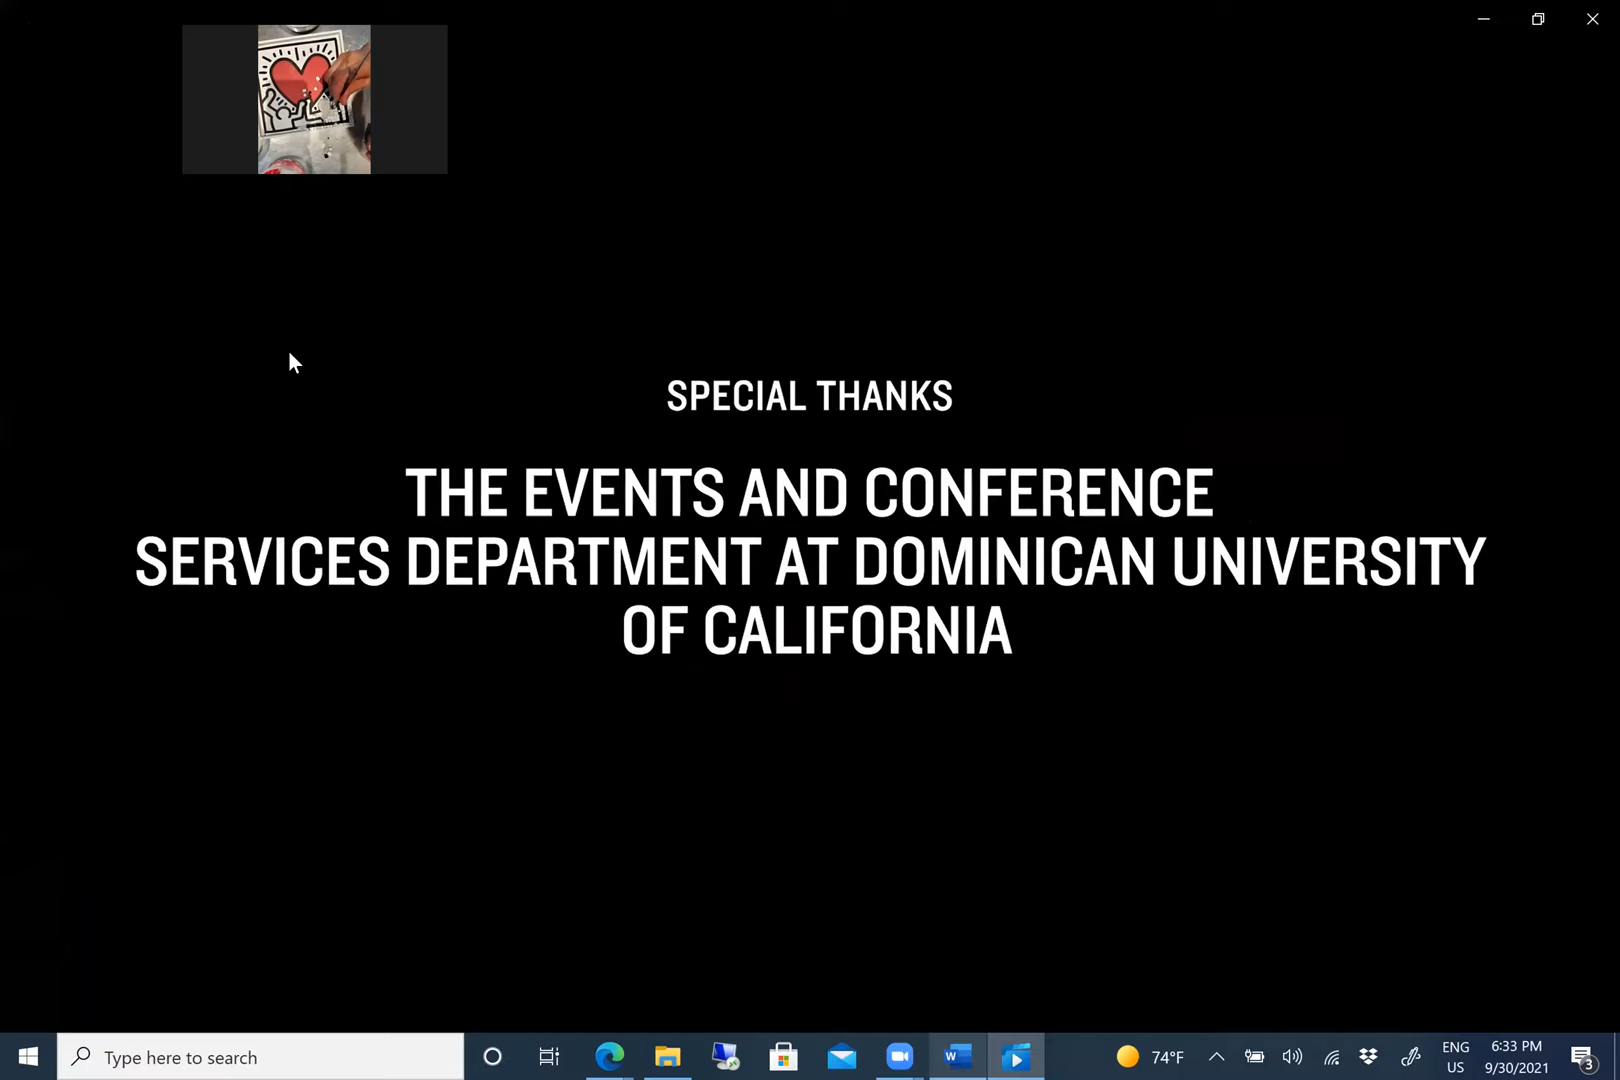 SPECIAL THANKS
THE EVENTS AND CONFERENCE
SERVICES DEPARTMENT AT DOMINICAN UNIVERSITY
OF CALIFORNIA
Type here to search
W
74°F
ENG
US
6:33 PM
9/30/2021
3